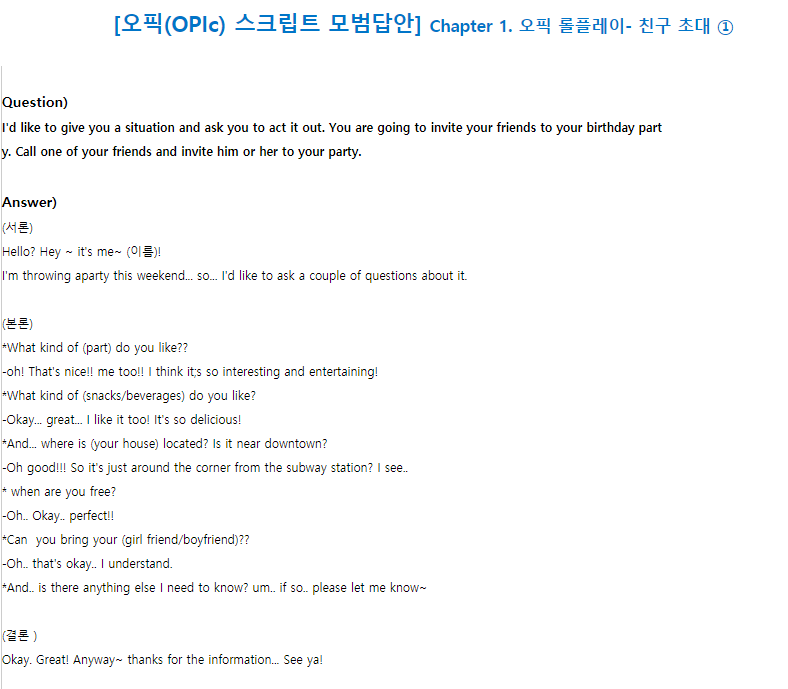 [오픽(OPIc) 스크립트 모범답안] Chapter 1. 오픽 롤플레이- 친구 초대 ①
Question)
I'd like to give you a situation and ask you to act it out. You are going to invite your friends to your birthday part
y. Call one of your friends and invite him or her to your party.
Answer)
(서론)
Hello? Hey ~ it's me~ (이름)!
I'm throwing aparty this weekend... so... I'd like to ask a couple of questions about it.
(본론)
*What kind of (part) do you like??
-oh! That's nice!! me too!! I think it;s so interesting and entertaining!
*What kind of (snacks/beverages) do you like?
-Okay... great... I like it too! It's so delicious!
*And... where is (your house) located? Is it near downtown?
-Oh good!!! So it's just around the corner from the subway station? I see..
* when are you free?
-Oh.. Okay.. perfect!!
*Can  you bring your (girl friend/boyfriend)??
-Oh.. that's okay.. I understand.
*And.. is there anything else I need to know? um.. if so.. please let me know~
(결론 )
Okay. Great! Anyway~ thanks for the information... See ya!